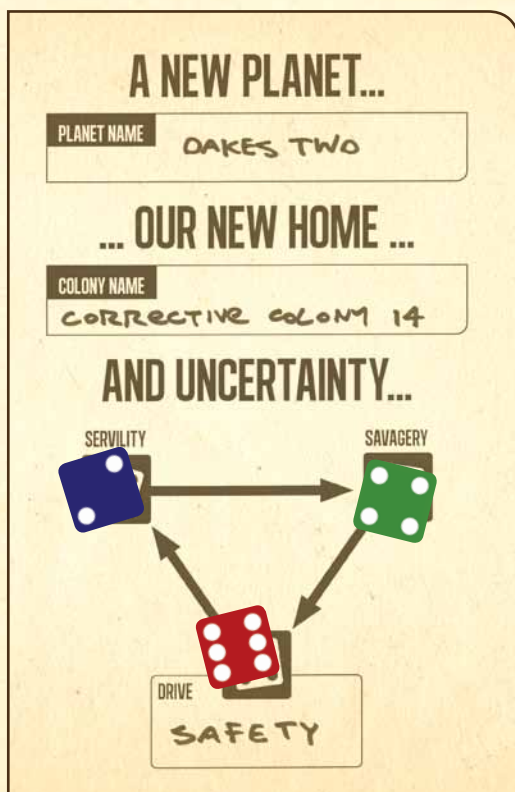 A NEW PLANET...
PLANET NAME
OAKES TWO
... OUR NEW HOME ...
COLONY NAME
CORRECTIVE COLONY 14
AND UNCERTAINTY...
SERVILITY
SAVAGERY
DRIVE
SAFETY